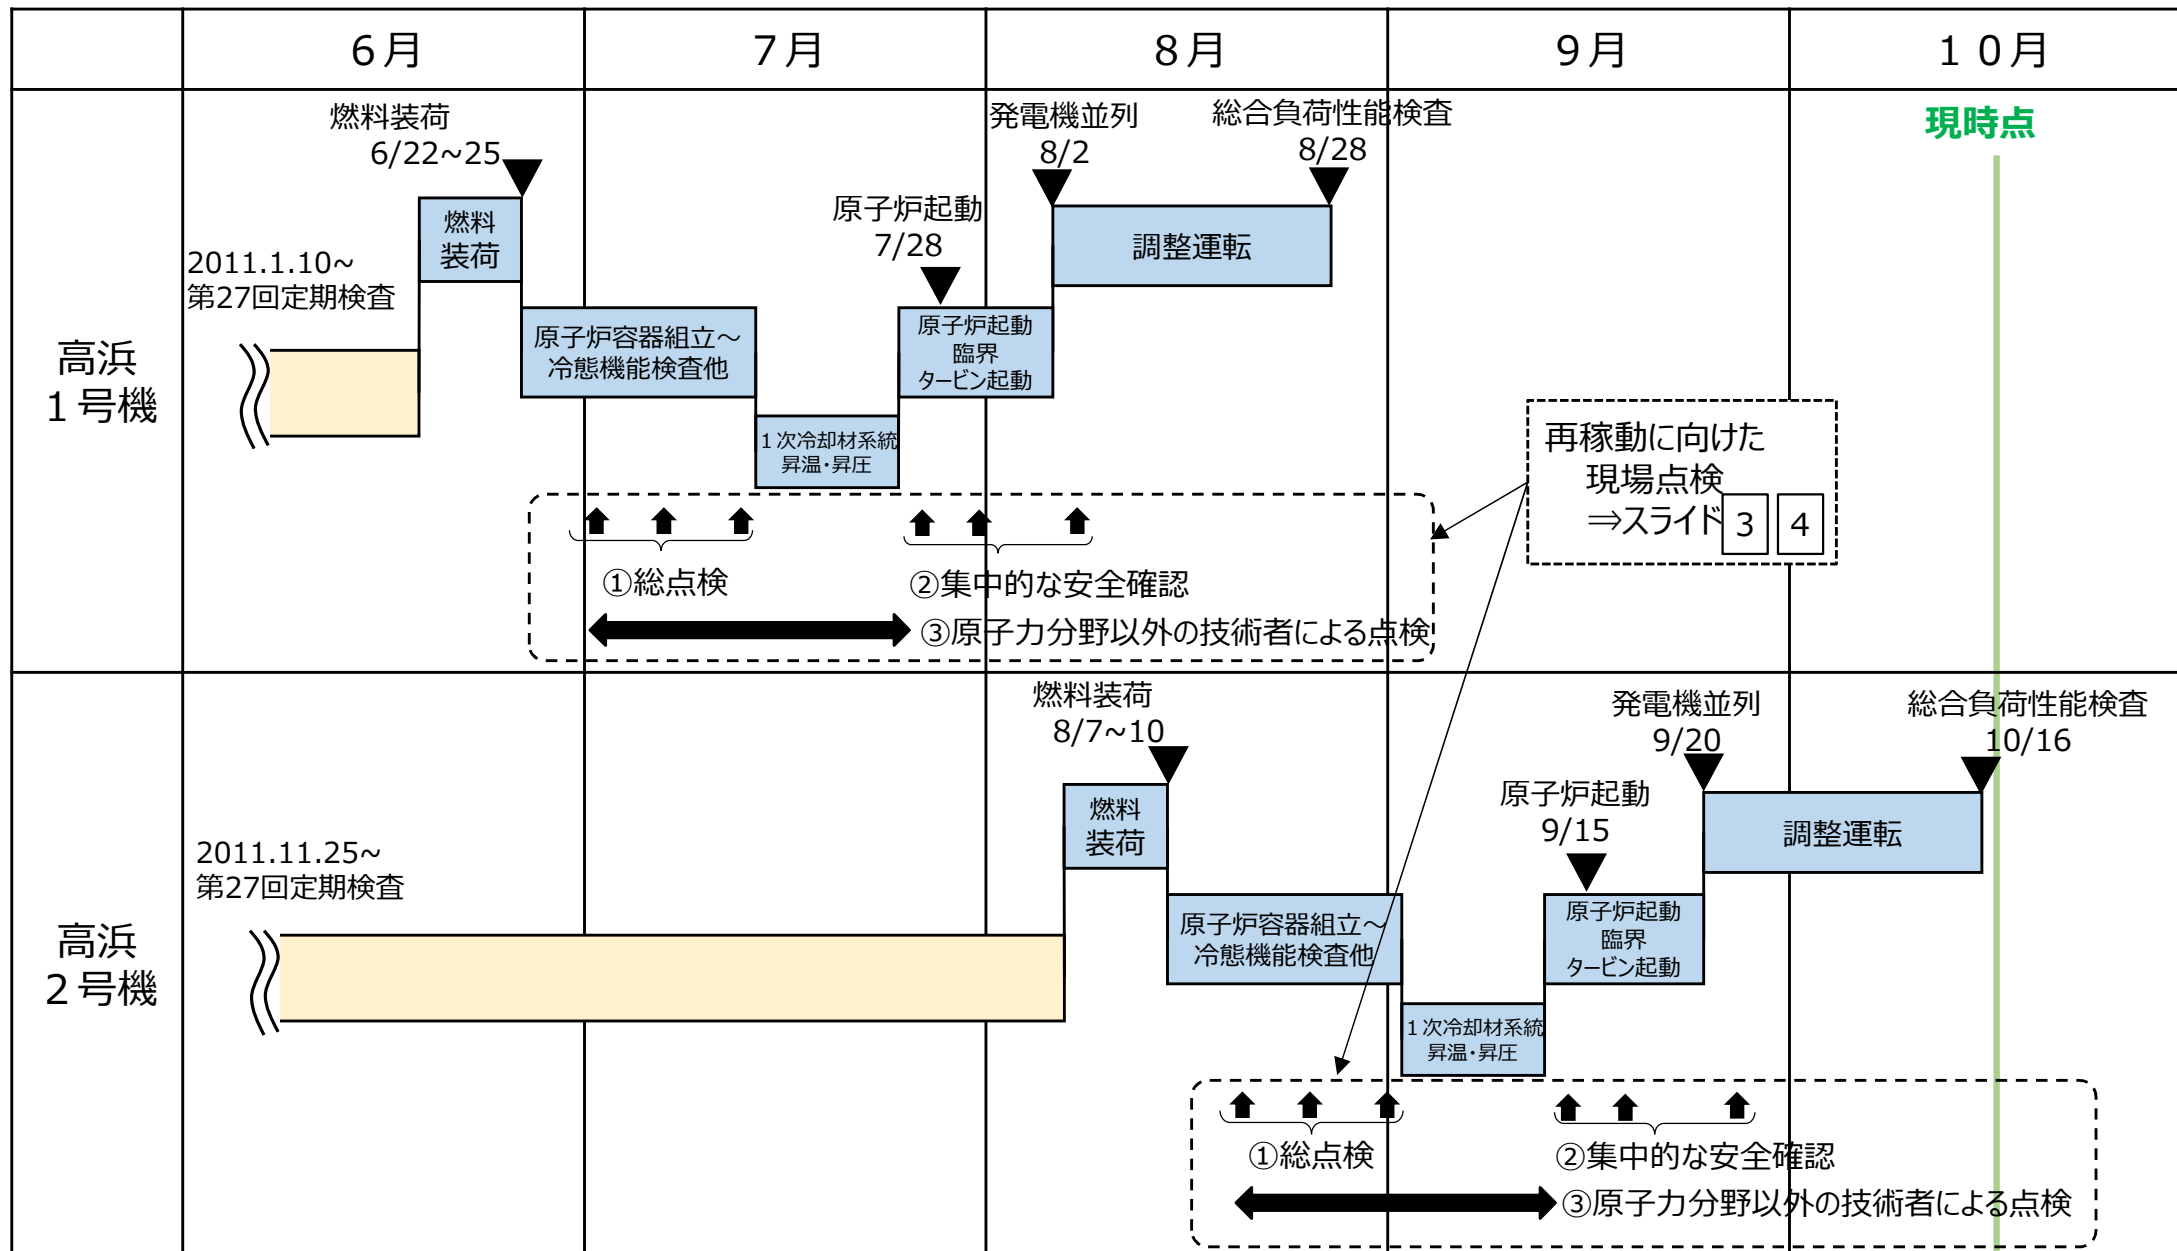 6月
7月
8月
9月
10月
高浜
1号機
燃料装荷
6/22~25
2011.1.10~
第27回定期検査
燃料
装荷
原子炉容器組立～
冷態機能検査他
1次冷却材系統
昇温・昇圧
原子炉起動
7/28
原子炉起動
臨界
タービン起動
発電機並列
8/2
総合負荷性能検査
8/28
調整運転
現時点
再稼動に向けた
現場点検
⇒スライド 3 4
①総点検
②集中的な安全確認
③原子力分野以外の技術者による点検
高浜
2号機
2011.11.25~
第27回定期検査
燃料装荷
8/7~10
燃料
装荷
原子炉容器組立～
冷態機能検査他
1次冷却材系統
昇温・昇圧
原子炉起動
9/15
原子炉起動
臨界
タービン起動
発電機並列
9/20
総合負荷性能検査
10/16
調整運転
①総点検
②集中的な安全確認
③原子力分野以外の技術者による点検